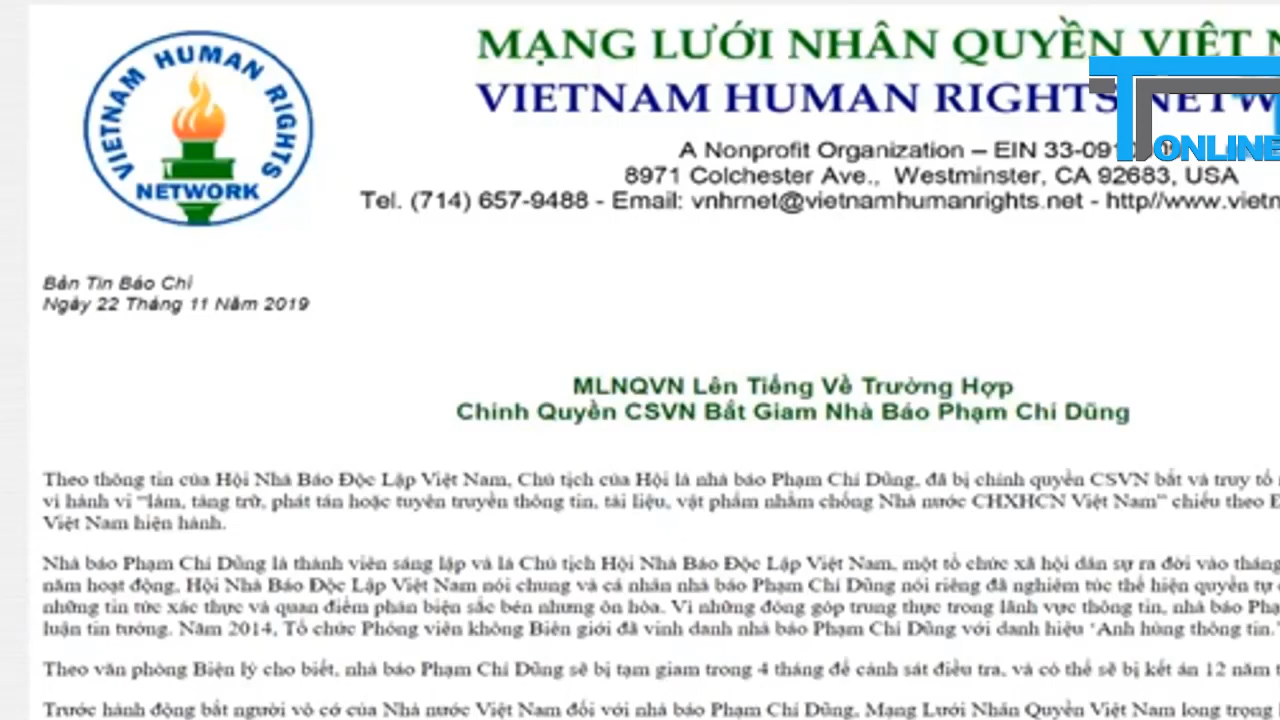 VIETNAM HUMAN RIGHTS
NETWORK
MẠNG LƯỚI NHÂN QUYỀN VIỆT
VIETNAM HUMAN RIGHTS
ONLINE
A Nonprofit Organization – EIN
8971 Colchester Ave., Westminster, CA 92683, USA
Tel. (714) 657-9488 - Email: vnhrnet@vietnamhumanrights.net -
Bản Tin Báo Chí
Ngày 22 Tháng 11 Năm 2019
MLNQVN Lên Tiếng Về Trường Hợp
Chính Quyền CSVN Bắt Giam Nhà Báo Phạm Chí Dũng
Theo thông tin của Hội Nhà Báo Độc Lập Việt Nam, Chủ tịch của Hội là nhà báo Phạm Chí Dũng, đã bị chính quyền CSVN bắt và truy tố
vì hành vi "làm, tàng trữ, phát tán hoặc tuyên truyền thông tin, tài liệu, vật phẩm nhằm chống Nhà nước CHXHCN Việt Nam" chiếu theo
Việt Nam hiện hành.
Nhà báo Phạm Chí Dũng là thành viên sáng lập và là Chủ tịch Hội Nhà Báo Độc Lập Việt Nam, một tổ chức xã hội dân sự ra đời vào tháng
năm hoạt động, Hội Nhà Báo Độc Lập Việt Nam nói chung và cá nhân nhà báo Phạm Chí Dũng nói riêng đã nghiêm túc thể hiện quyền tự
những tin tức xác thực và quan điểm phản biện sắc bén nhưng ôn hòa. Vì những đóng góp trung thực trong lãnh vực thông tin, nhà báo
luận tin tưởng. Năm 2014, Tổ chức Phóng viên không Biên giới đã vinh danh nhà báo Phạm Chí Dũng với danh hiệu "Anh hùng thông tin."
Theo văn phòng Biện lý cho biết, nhà báo Phạm Chí Dũng sẽ bị tạm giam trong 4 tháng để cảnh sát điều tra, và có thể sẽ bị kết án 12 năm
Trước hành động bắt người vô cớ của Nhà nước Việt Nam đối với nhà báo Phạm Chí Dũng, Mạng Lưới Nhân Quyền Việt Nam long trọng